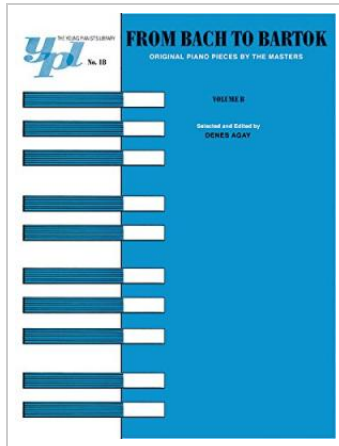 THE YOUNG PIANIST'S LIBRARY
ypl
No. 1B
FROM BACH TO BARTOK
ORIGINAL PIANO PIECES BY THE MASTERS
VOLUME B
Selected and Edited by
DENES AGAY